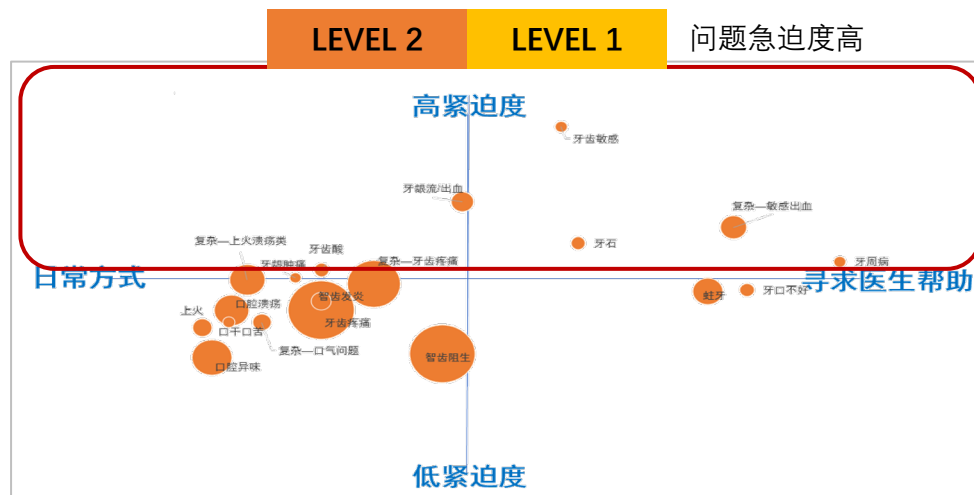 LEVEL 2
LEVEL 1
问题急迫度高
高紧迫度
牙齿敏感
牙龈流/出血
复杂—敏感出血
复杂—上火溃疡类
牙齿酸
牙石
牙龈肿痛
复杂—牙齿疼痛
牙周病
日常方式
寻求医生帮助
智齿发炎
蛀牙
牙口不好
上火
口腔溃疡
口干口苦
牙齿疼痛
复杂—口气问题
口腔异味
智齿阻生
低紧迫度